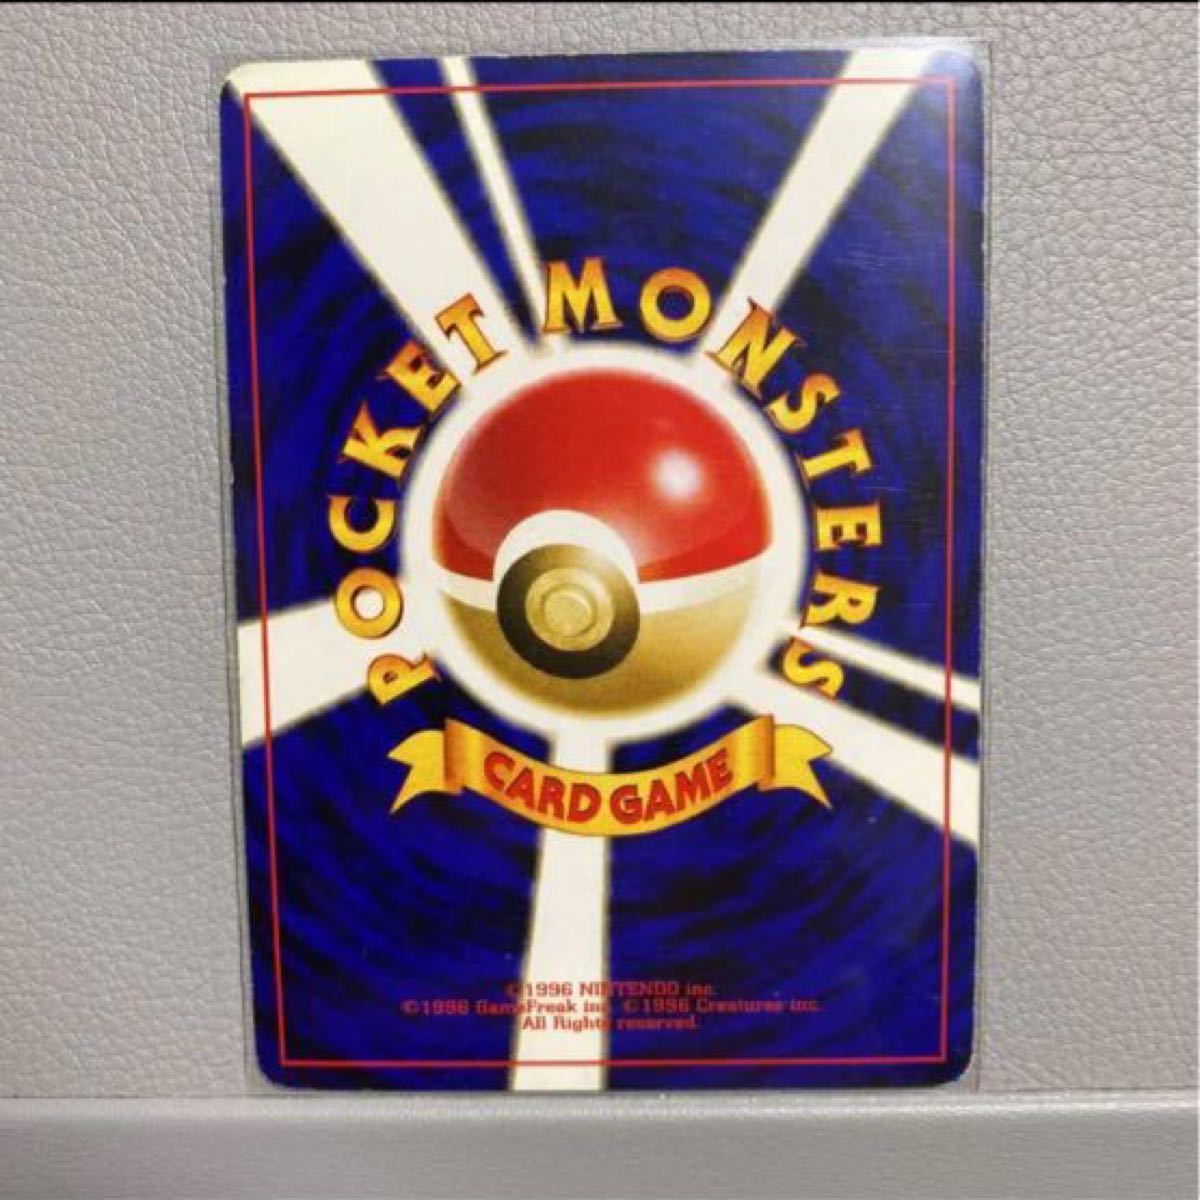 POCKET MONSTERS
CARD GAME
©1996 NINTENDO inc.
©1996 GameFreak inc. ©1996 Creatures inc.
All Rights reserved.